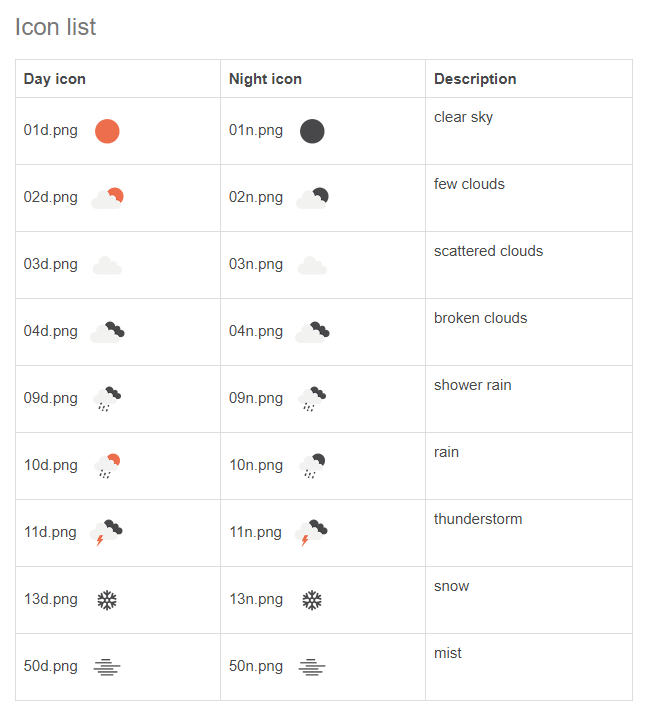 Icon list
Day icon Night icon Description
01d.png 01n.png clear sky
02d.png 02n.png few clouds
03d.png 03n.png scattered clouds
04d.png 04n.png broken clouds
09d.png 09n.png shower rain
10d.png 10n.png rain
11d.png 11n.png thunderstorm
13d.png 13n.png snow
50d.png 50n.png mist